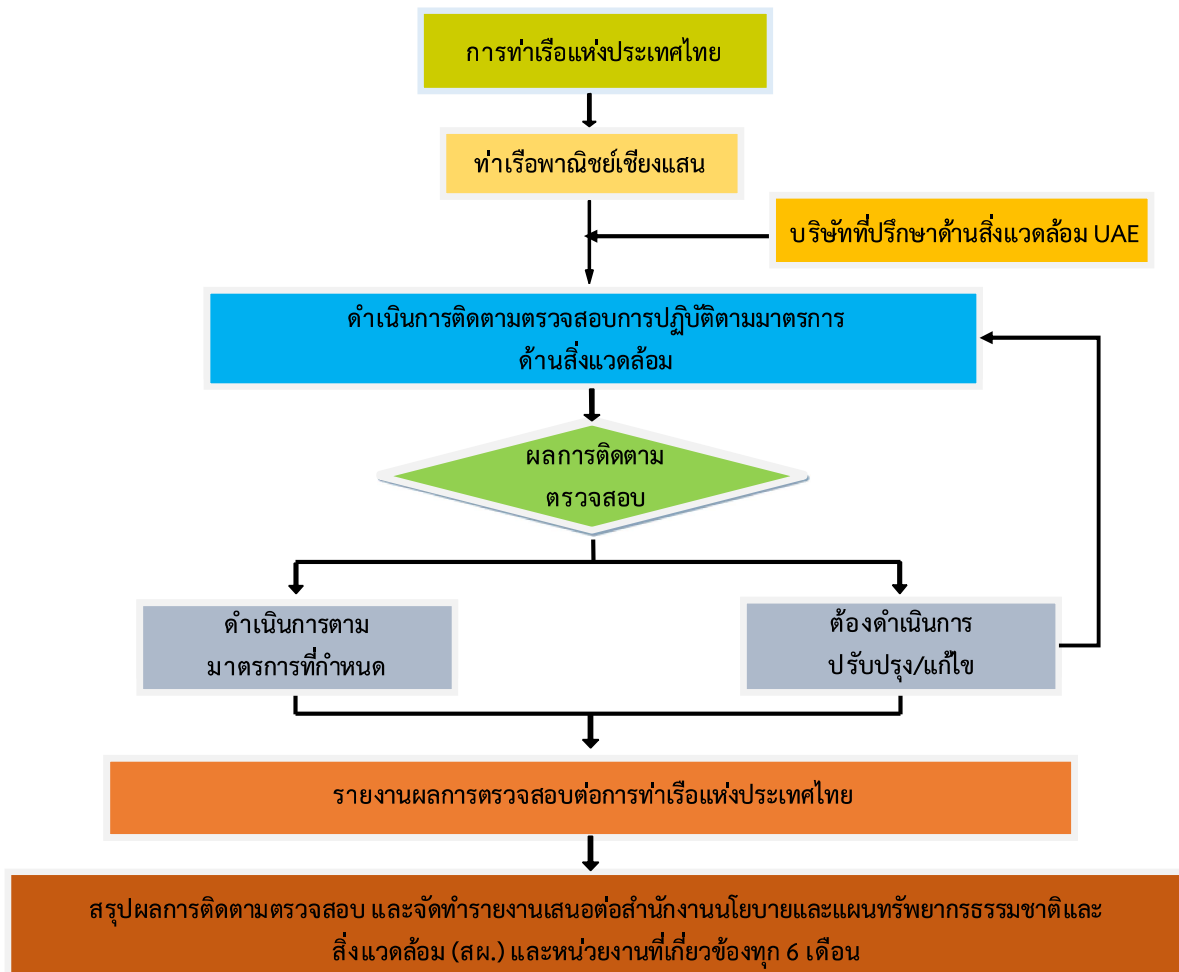 การท่าเรือแห่งประเทศไทย
ท่าเรือพาณิชย์เชียงแสน
บริษัทที่ปรึกษาด้านสิ่งแวดล้อม UAE
ดำเนินการติดตามตรวจสอบการปฏิบัติตามมาตรการ
ด้านสิ่งแวดล้อม
ผลการติดตาม
ตรวจสอบ
ดำเนินการตาม
มาตรการที่กำหนด
ต้องดำเนินการ
ปรับปรุง/แก้ไข
รายงานผลการตรวจสอบต่อการท่าเรือแห่งประเทศไทย
สรุปผลการติดตามตรวจสอบ และจัดทำรายงานเสนอต่อสำนักงานนโยบายและแผนทรัพยากรธรรมชาติและ
สิ่งแวดล้อม (สผ.) และหน่วยงานที่เกี่ยวข้องทุก 6 เดือน